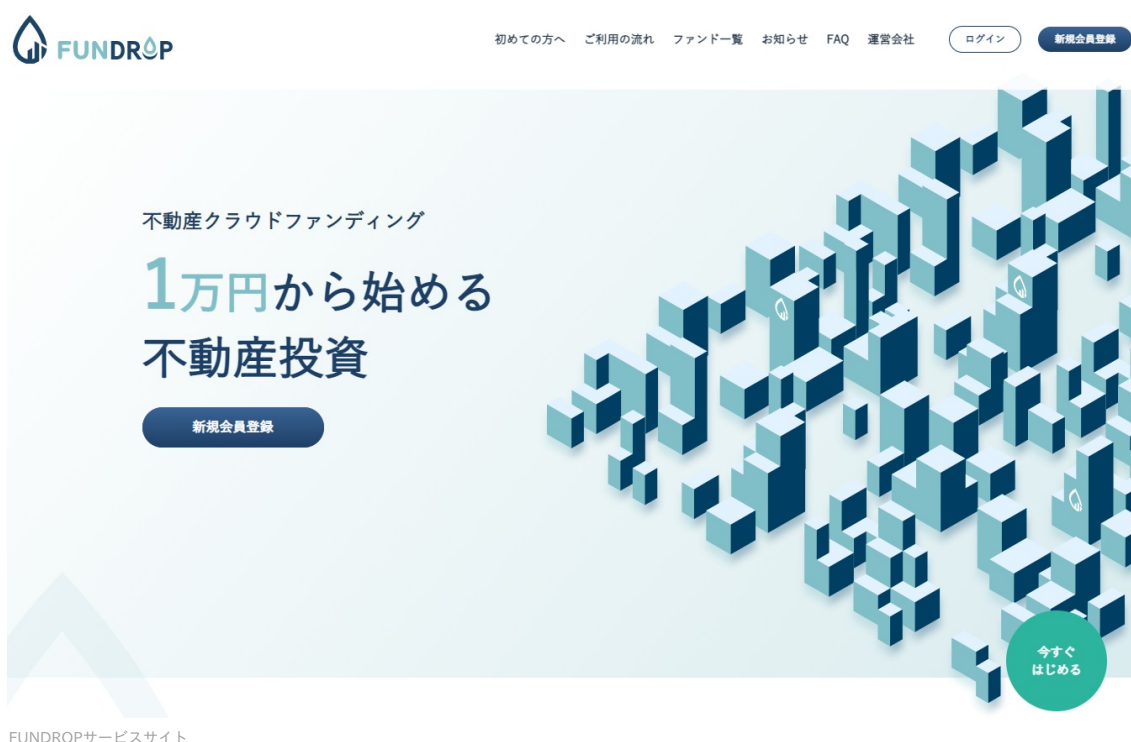 FUNDROP
初めての方へ ご利用の流れ ファンド一覧 お知らせ FAQ 運営会社 ログイン 新規会員登録
不動産クラウドファンディング
1万円から始める
不動産投資
新規会員登録
今すぐ
はじめる
FUNDROPサービスサイト